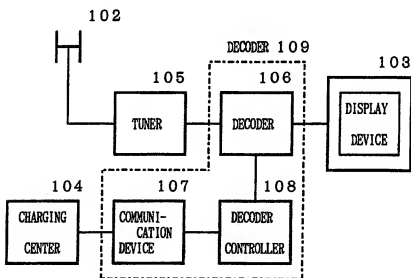 102
DECODER 109
103
105
106
TUNER
DECODER
DISPLAY
DEVICE
104
107
108
CHARGING
CENTER
COMMUNI-
CATION
DEVICE
DECODER
CONTROLLER